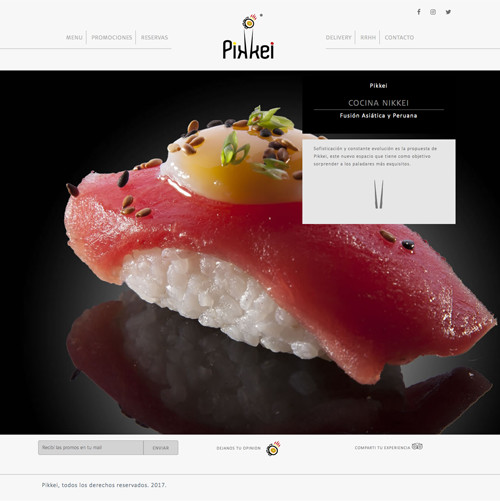 MENU PROMOCIONES RESERVAS
Pikkei
DELIVERY RRHH CONTACTO
Pikkei
COCINA NIKKEI
Fusión Asiática y Peruana
Sofisticación y constante evolución es la propuesta de
Pikkei, este nuevo espacio que tiene como objetivo
sorprender a los paladares más exquisitos.
Recibí las promos en tu mail ENVIAR
DEJANOS TU OPINION
COMPARTI TU EXPERIENCIA
Pikkei, todos los derechos reservados. 2017.